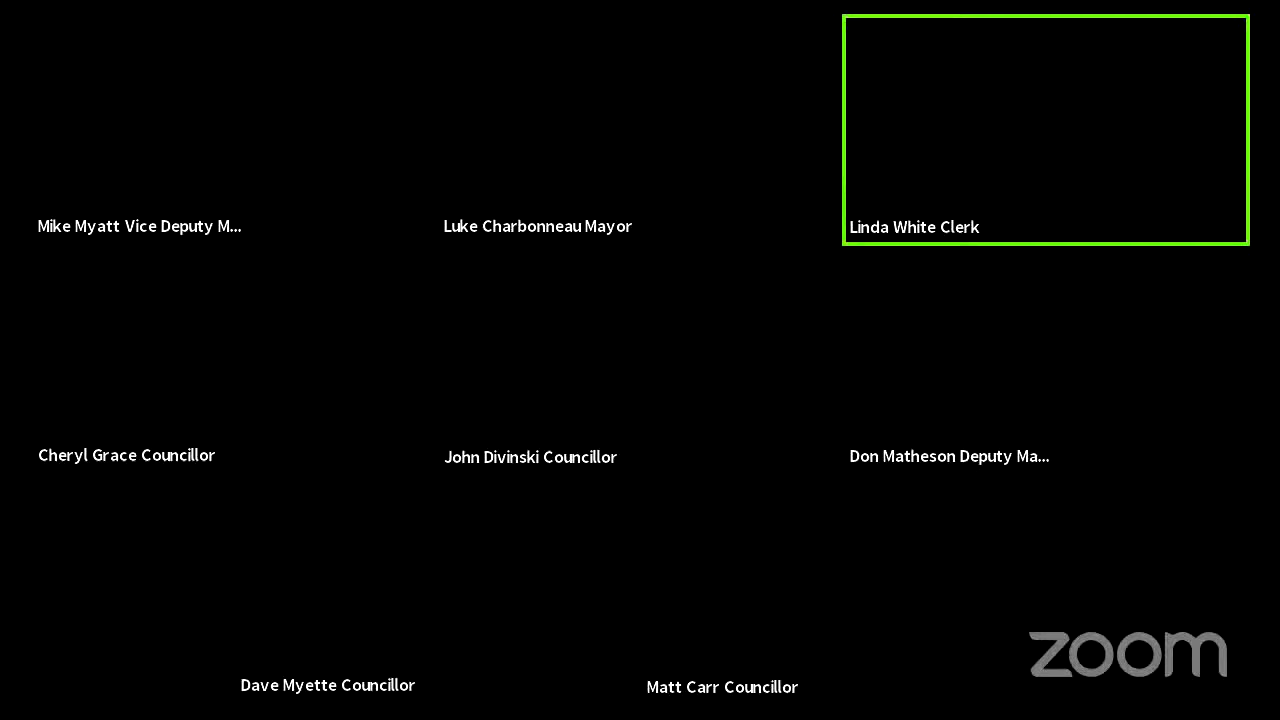 Mike Myatt Vice Deputy M...
Luke Charbonneau Mayor
Linda White Clerk
Cheryl Grace Councillor
John Divinski Councillor
Don Matheson Deputy Ma...
Dave Myette Councillor
Matt Carr Councillor
zoom